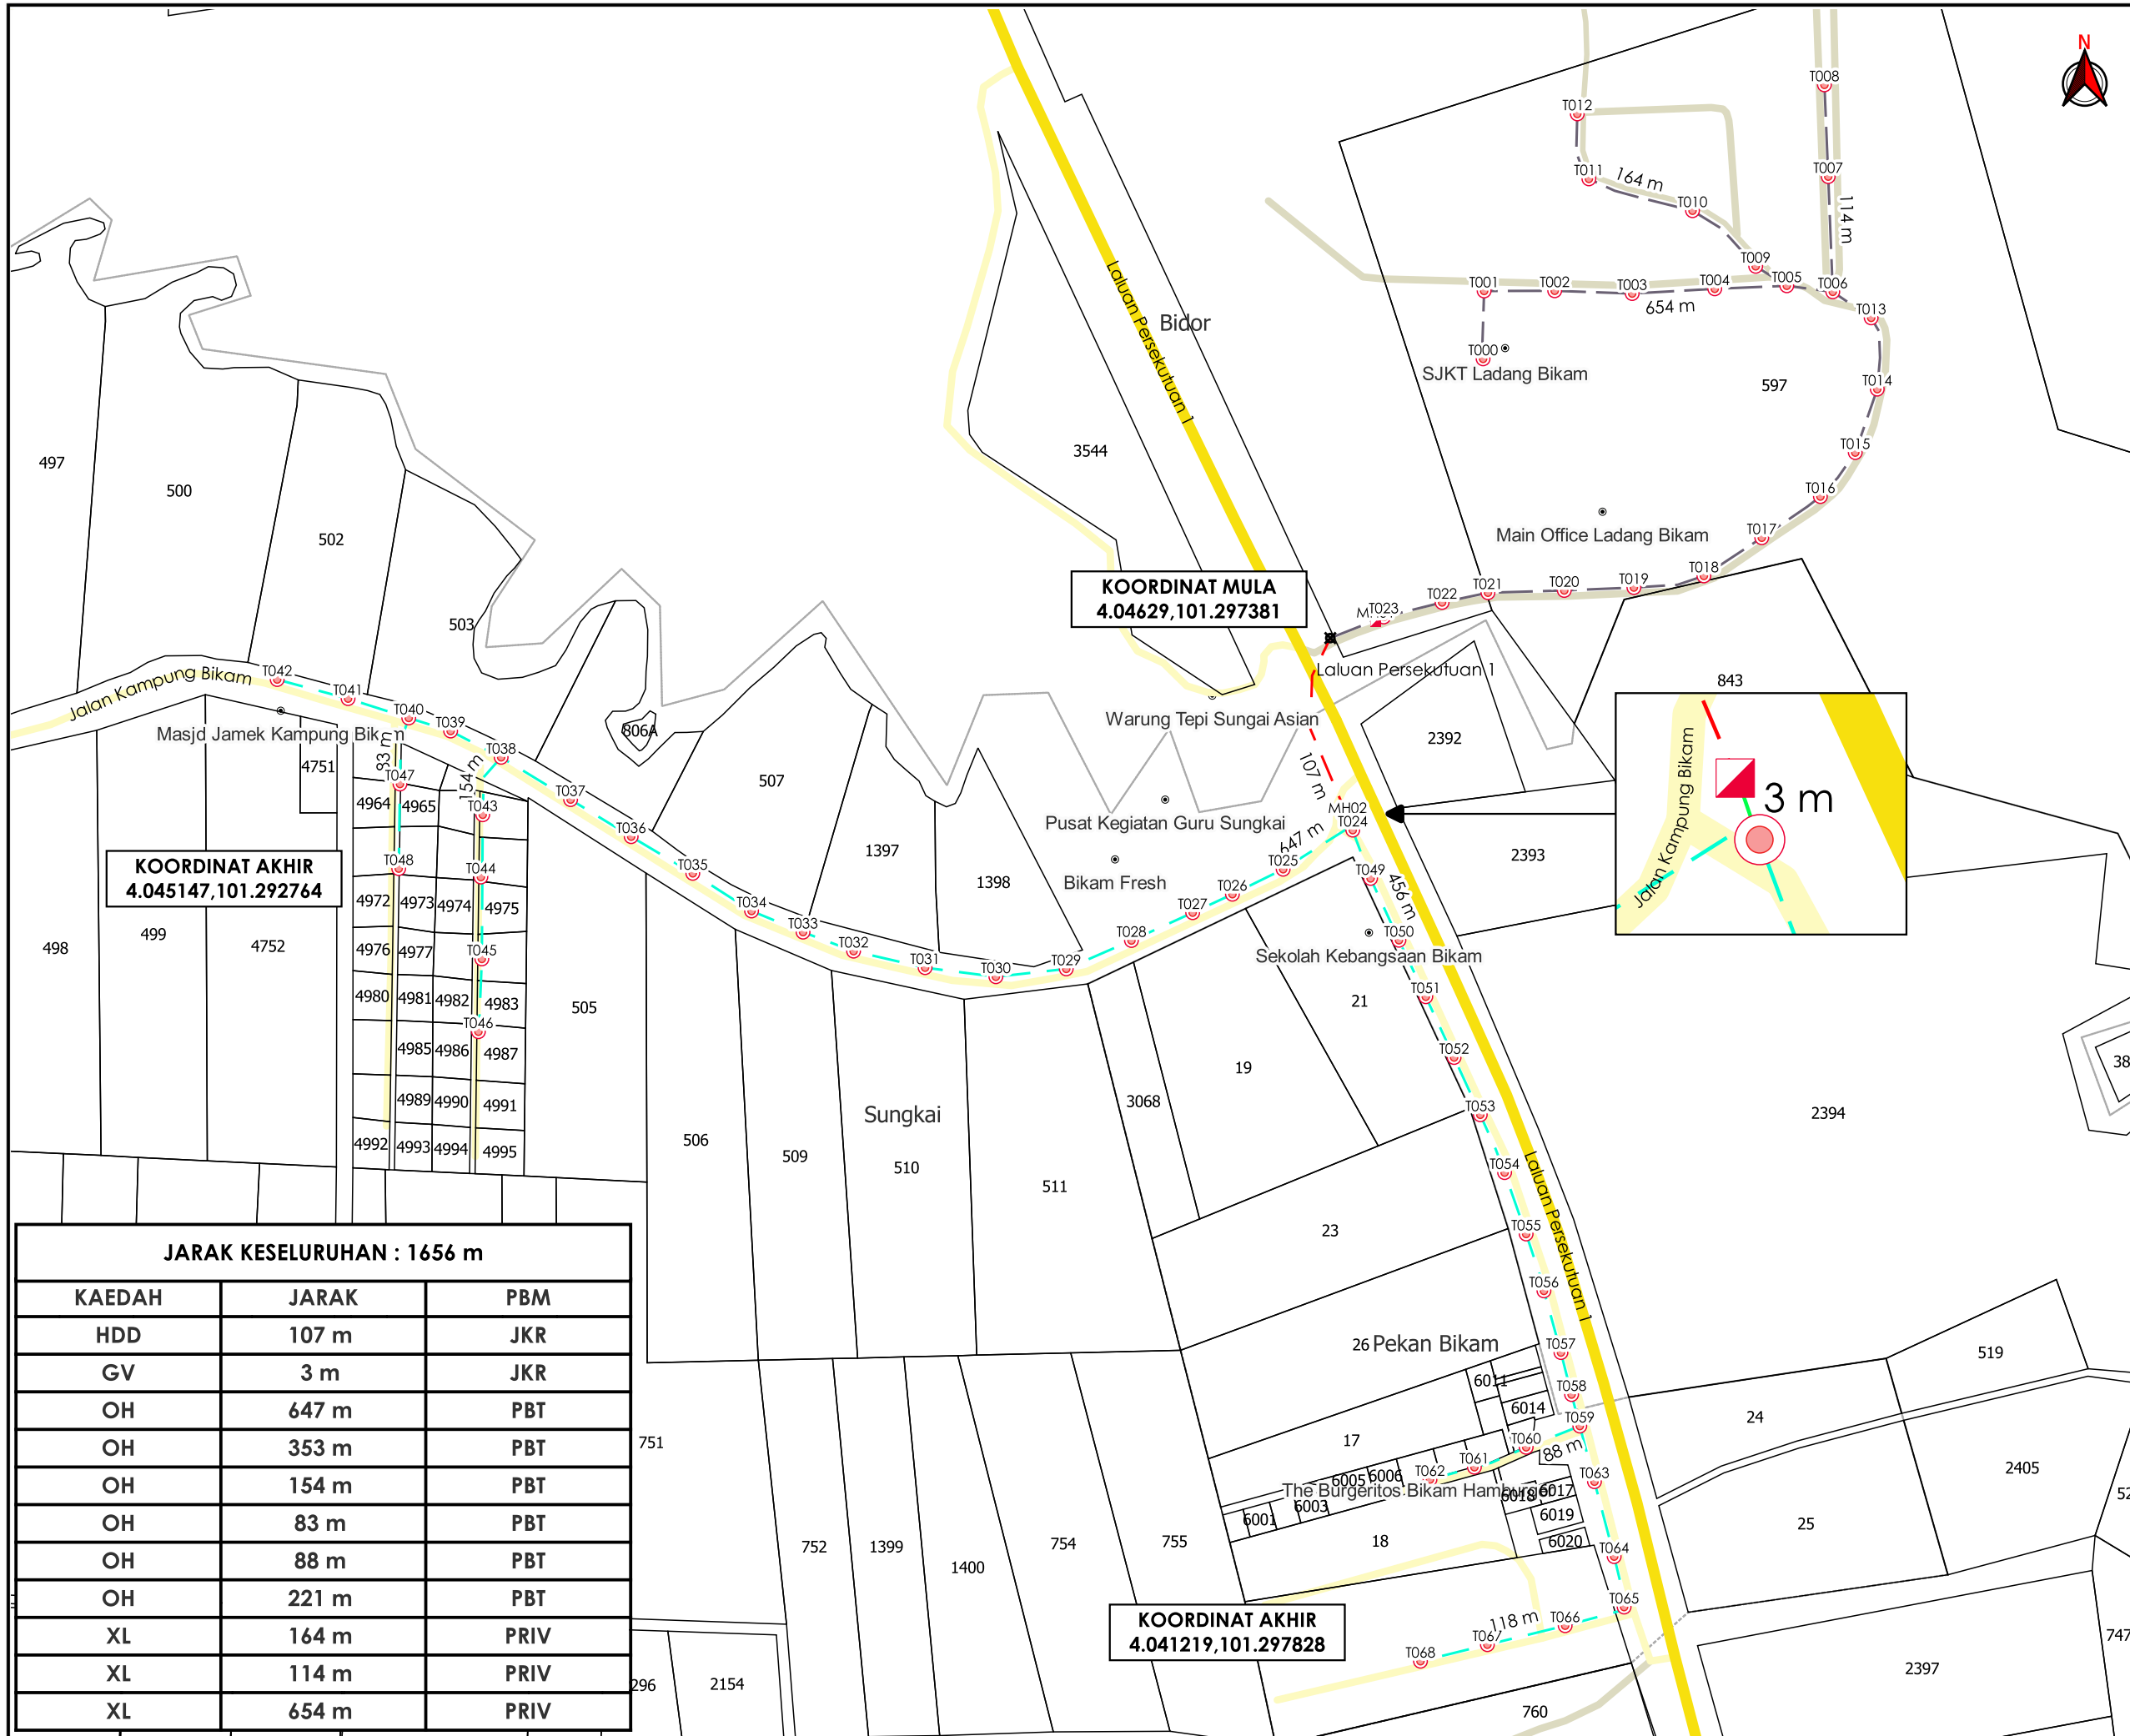 N
T008
T012
T007
T011
164 m
T010
114 m
T009
T001
T002
T003
T004
T005
T006
654 m
T013
Bidor
Laluan Persekutuan 1
T000
SJKT Ladang Bikam
597
T014
3544
T015
497
500
T016
502
Main Office Ladang Bikam
T017
T018
KOORDINAT MULA
4.04629,101.297381
T019
T020
T021
T022
T023
503
Laluan Persekutuan 1
843
T042
Jalan Kampung Bikam
T041
T040
T039
Masjd Jamek Kampung Bikam
Warung Tepi Sungai Asian
806A
2392
T038
83 m
154 m
4751
T047
507
107 m
Jalan Kampung Bikam
3 m
4964
4965
T043
T037
MH02
T024
Pusat Kegiatan Guru Sungkai
647 m
T036
1397
2393
KOORDINAT AKHIR
4.045147,101.292764
T048
T044
T035
1398
Bikam Fresh
T025
T049
456 m
T026
4972
4973
4974
4975
T034
T027
T033
T028
T050
498
499
4752
4976
4977
T045
T032
Sekolah Kebangsaan Bikam
T031
T030
T029
4980
4981
4982
4983
505
T051
21
T046
4985
4986
4987
T052
19
38
4989
4990
4991
3068
Sungkai
T053
2394
4992
4993
4994
4995
506
509
510
T054
511
Laluan Persekutuan 1
23
T055
T056
26
Pekan Bikam
T057
519
6011
T058
6014
24
T059
17
T060
88 m
T061
T062
6005
6006
T063
2405
The Burgeritos Bikam Hamburger
6018
6017
6003
6001
6019
52
25
18
6020
T064
751
752
1399
1400
754
755
T065
118 m
T066
T067
T068
KOORDINAT AKHIR
4.041219,101.297828
747
2397
296
2154
760
JARAK KESELURUHAN : 1656 m
KAEDAH JARAK PBM
HDD 107 m JKR
GV 3 m JKR
OH 647 m PBT
OH 353 m PBT
OH 154 m PBT
OH 83 m PBT
OH 88 m PBT
OH 221 m PBT
XL 164 m PRIV
XL 114 m PRIV
XL 654 m PRIV